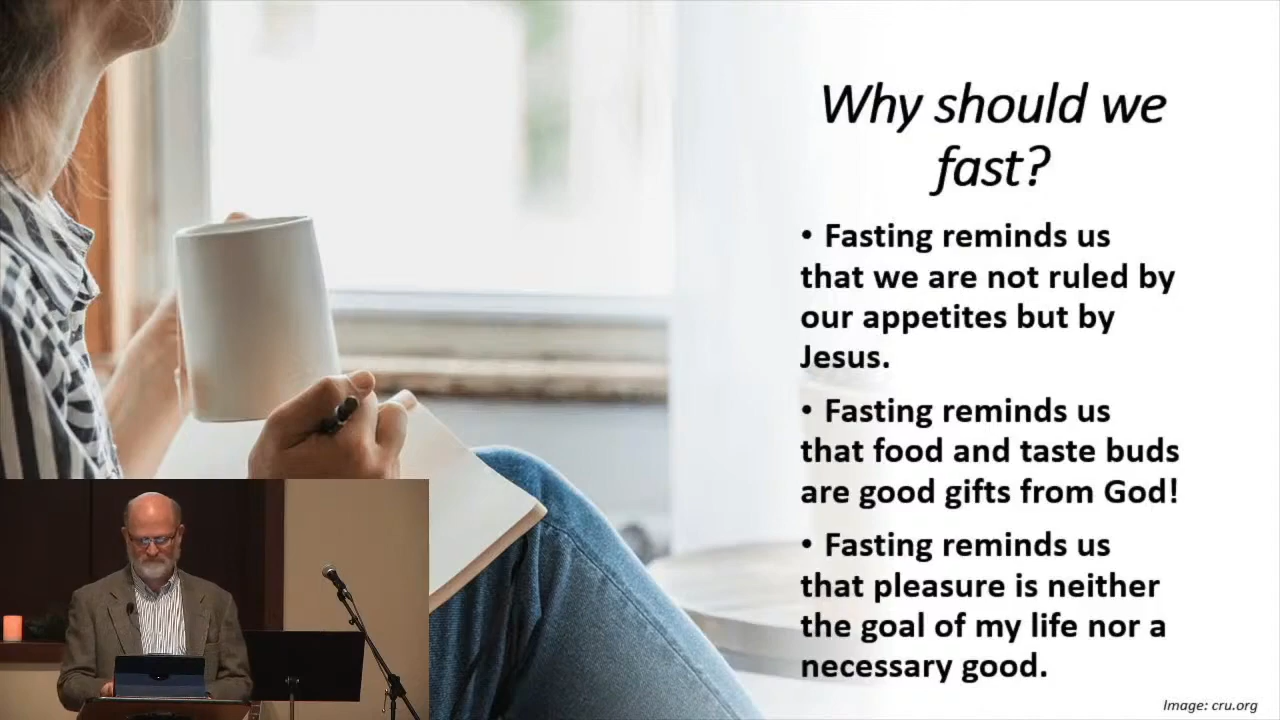 Why should we
fast?
• Fasting reminds us
that we are not ruled by
our appetites but by
Jesus.
• Fasting reminds us
that food and taste buds
are good gifts from God!
• Fasting reminds us
that pleasure is neither
the goal of my life nor a
necessary good.
Image: cru.org